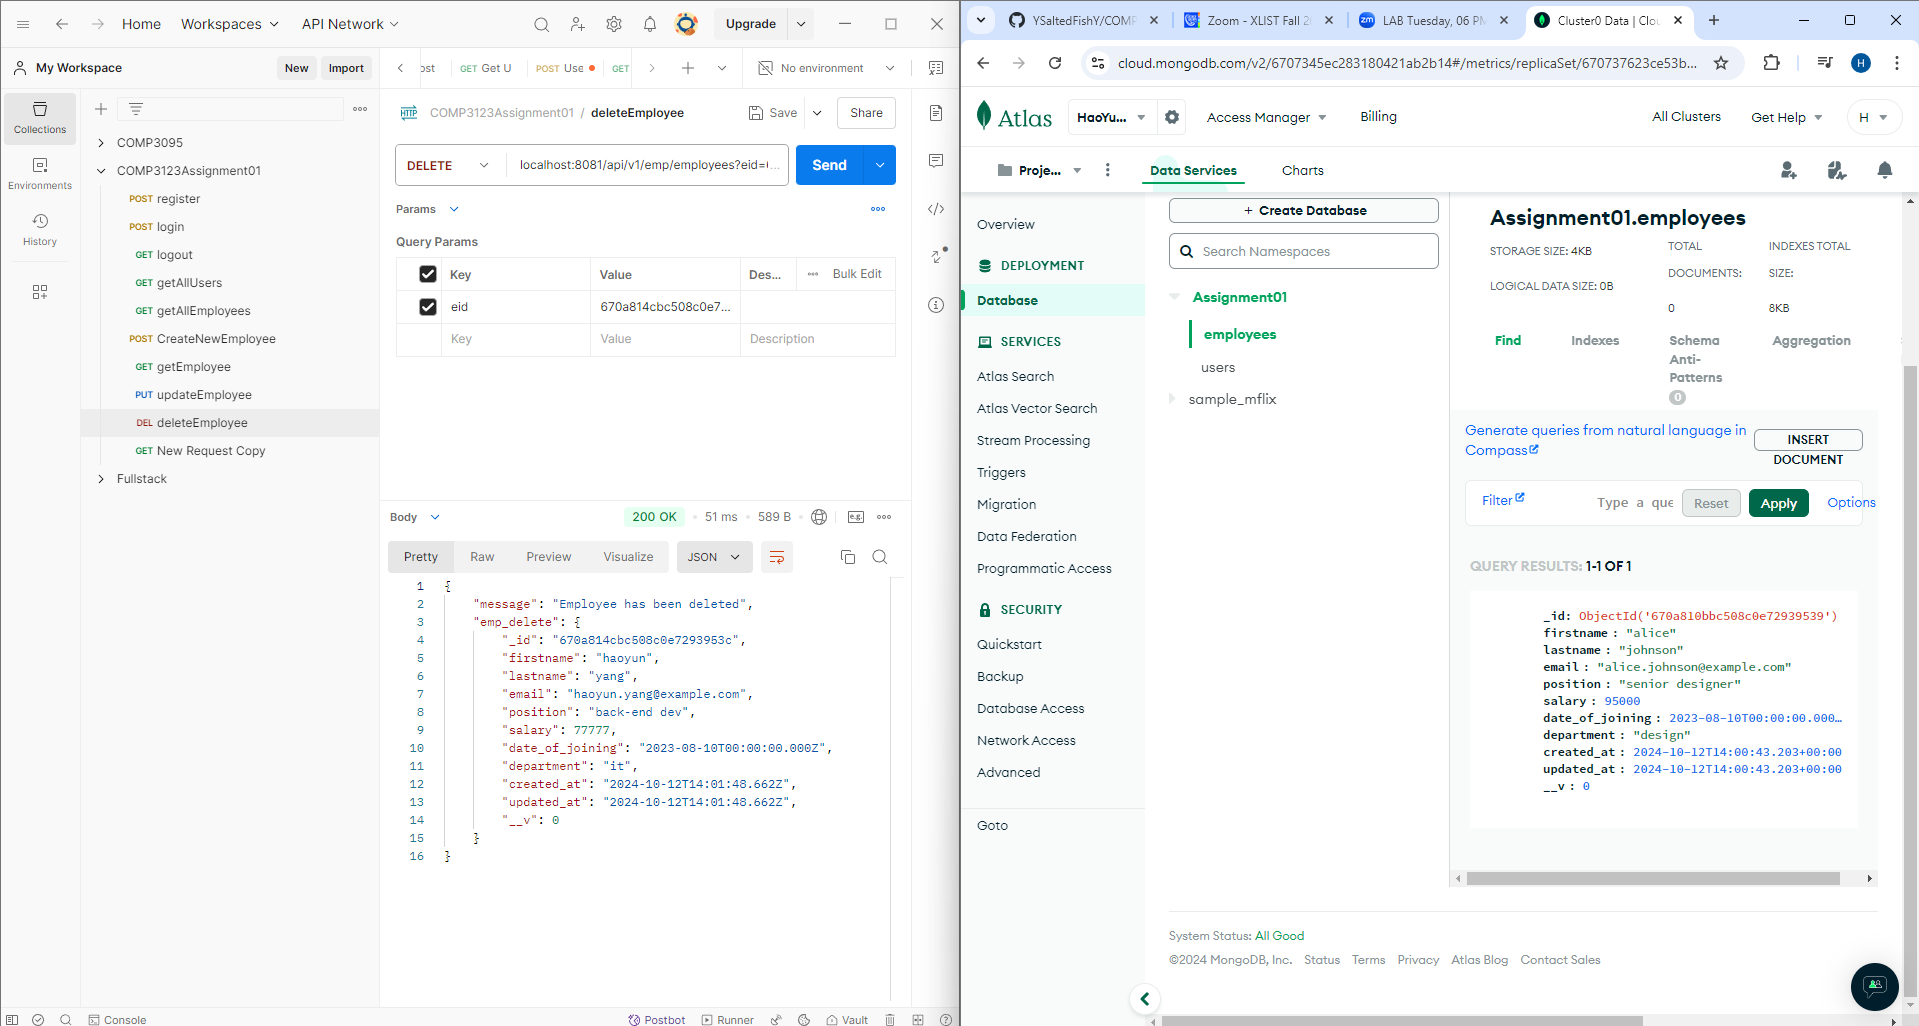 Home
Workspaces
API Network
Upgrade
My Workspace
New
Import
ost
GET Get U
POST Use
GET
No environment
Collections
Environments
History
COMP3095
COMP3123Assignment01
POST register
POST login
GET logout
GET getAllUsers
GET getAllEmployees
POST CreateNewEmployee
GET getEmployee
PUT updateEmployee
DEL deleteEmployee
GET New Request Copy
Fullstack
HTTP
COMP3123Assignment01 / deleteEmployee
Save
Share
DELETE
localhost:8081/api/v1/emp/employees?eid=(...
Send
Params
Query Params
Key
Value
Des...
Bulk Edit
eid
670a814cbc508c0e7...
Key
Value
Description
Body
200 OK
51 ms
589 B
e.g.
Pretty
Raw
Preview
Visualize
JSON
1 {
2 "message": "Employee has been deleted",
3 "emp_delete": {
4 "_id": "670a814cbc508c0e7293953c",
5 "firstname": "haoyun",
6 "lastname": "yang",
7 "email": "haoyun.yang@example.com",
8 "position": "back-end dev",
9 "salary": 77777,
10 "date_of_joining": "2023-08-10T00:00:00.000Z",
11 "department": "it",
12 "created_at": "2024-10-12T14:01:48.662Z",
13 "updated_at": "2024-10-12T14:01:48.662Z",
14 "__v": 0
15 }
16 }
Console
Postbot
Runner
Vault
YSaltedFishY/COMP
Zoom - XLIST Fall 2
zm
LAB Tuesday, 06 PM
Cluster0 Data | Clou
cloud.mongodb.com/v2/6707345ec283180421ab2b14#/metrics/replicaSet/670737623ce53b...
H
Atlas
HaoYu...
Access Manager
Billing
All Clusters
Get Help
H
Proje...
Data Services
Charts
Overview
DEPLOYMENT
Database
SERVICES
Atlas Search
Atlas Vector Search
Stream Processing
Triggers
Migration
Data Federation
Programmatic Access
SECURITY
Quickstart
Backup
Database Access
Network Access
Advanced
Goto
+ Create Database
Search Namespaces
Assignment01
employees
users
sample_mflix
Assignment01.employees
STORAGE SIZE: 4KB
LOGICAL DATA SIZE: 0B
TOTAL
DOCUMENTS:
0
INDEXES TOTAL
SIZE:
8KB
Find
Indexes
Schema
Anti-
Patterns
0
Aggregation
Generate queries from natural language in
Compass
INSERT
DOCUMENT
Filter
Type a que
Reset
Apply
Options
QUERY RESULTS: 1-1 OF 1
_id: ObjectId('670a810bbc508c0e72939539')
firstname : "alice"
lastname : "johnson"
email : "alice.johnson@example.com"
position : "senior designer"
salary : 95000
date_of_joining : 2023-08-10T00:00:00.000...
department : "design"
created_at : 2024-10-12T14:00:43.203+00:00
updated_at : 2024-10-12T14:00:43.203+00:00
__v : 0
System Status: All Good
©2024 MongoDB, Inc.
Status
Terms
Privacy
Atlas Blog
Contact Sales